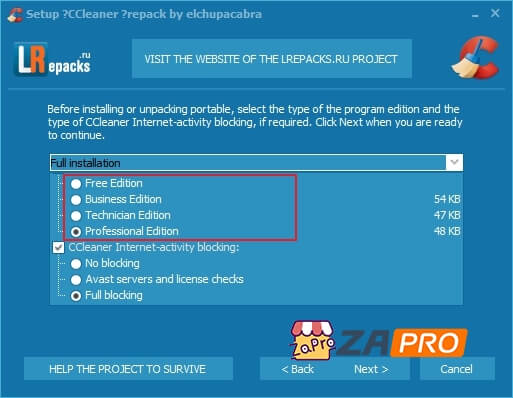 Setup ?CCleaner ?repack by elchupacabra
LRepacks.ru
VISIT THE WEBSITE OF THE LREPACKS.RU PROJECT
Before installing or unpacking portable, select the type of the program edition and the
type of CCleaner Internet-activity blocking, if required. Click Next when you are ready
to continue.
Full installation
Free Edition
Business Edition 54 KB
Technician Edition 47 KB
Professional Edition 48 KB
CCleaner Internet-activity blocking:
No blocking
Avast servers and license checks
Full blocking
ZaPro ZAPRO
HELP THE PROJECT TO SURVIVE < Back Next > Cancel